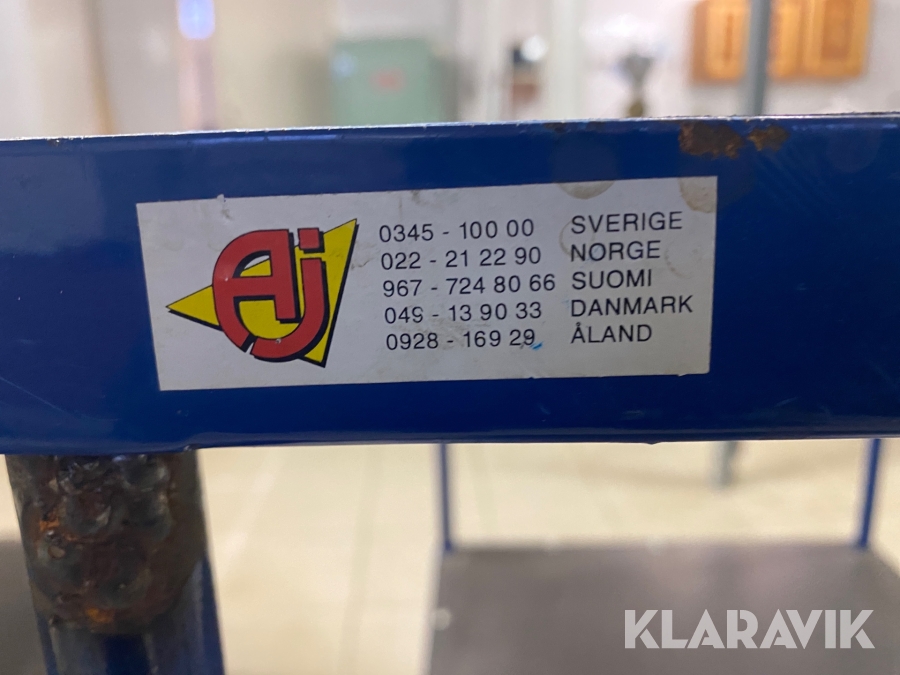 Aj
0345 - 100 00 SVERIGE
022 - 21 22 90 NORGE
967 - 724 80 66 SUOMI
049 - 13 90 33 DANMARK
0928 - 169 29 ÅLAND
KLARAVIK